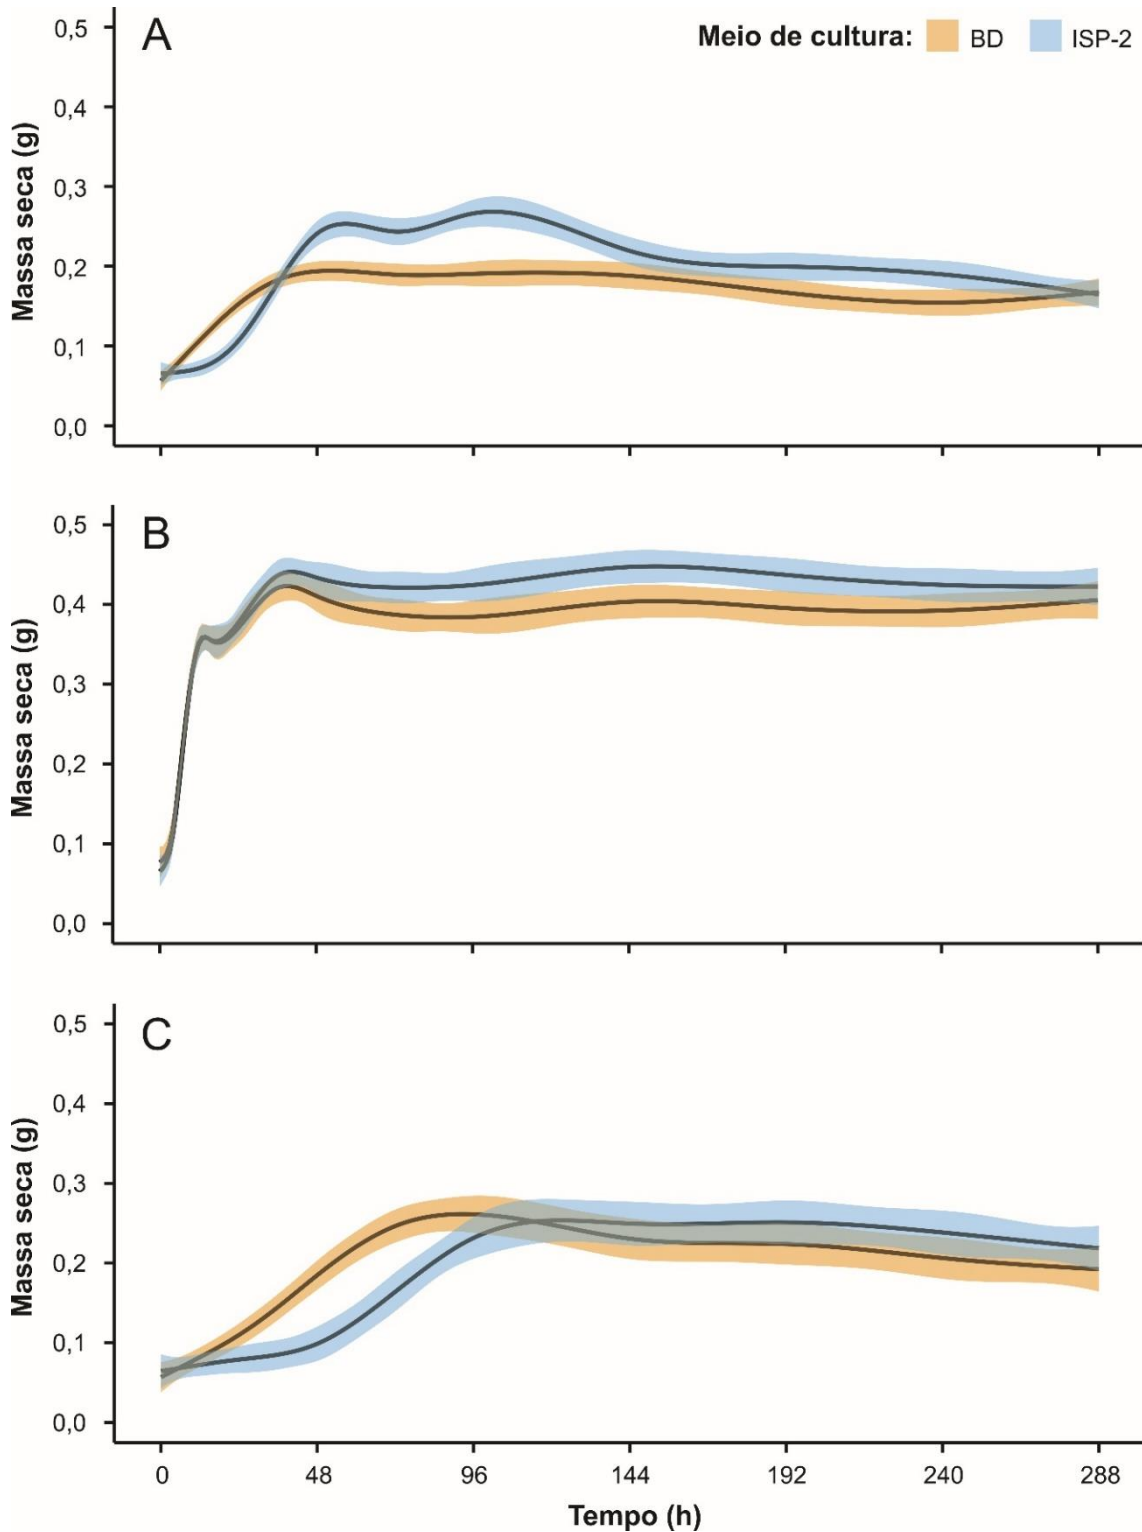 A
Meio de cultura: BD ISP-2
Massa seca (g)
0,5
0,4
0,3
0,2
0,1
0,0
B
Massa seca (g)
0,5
0,4
0,3
0,2
0,1
0,0
C
Massa seca (g)
0,5
0,4
0,3
0,2
0,1
0,0
0 48 96 144 192 240 288
Tempo (h)